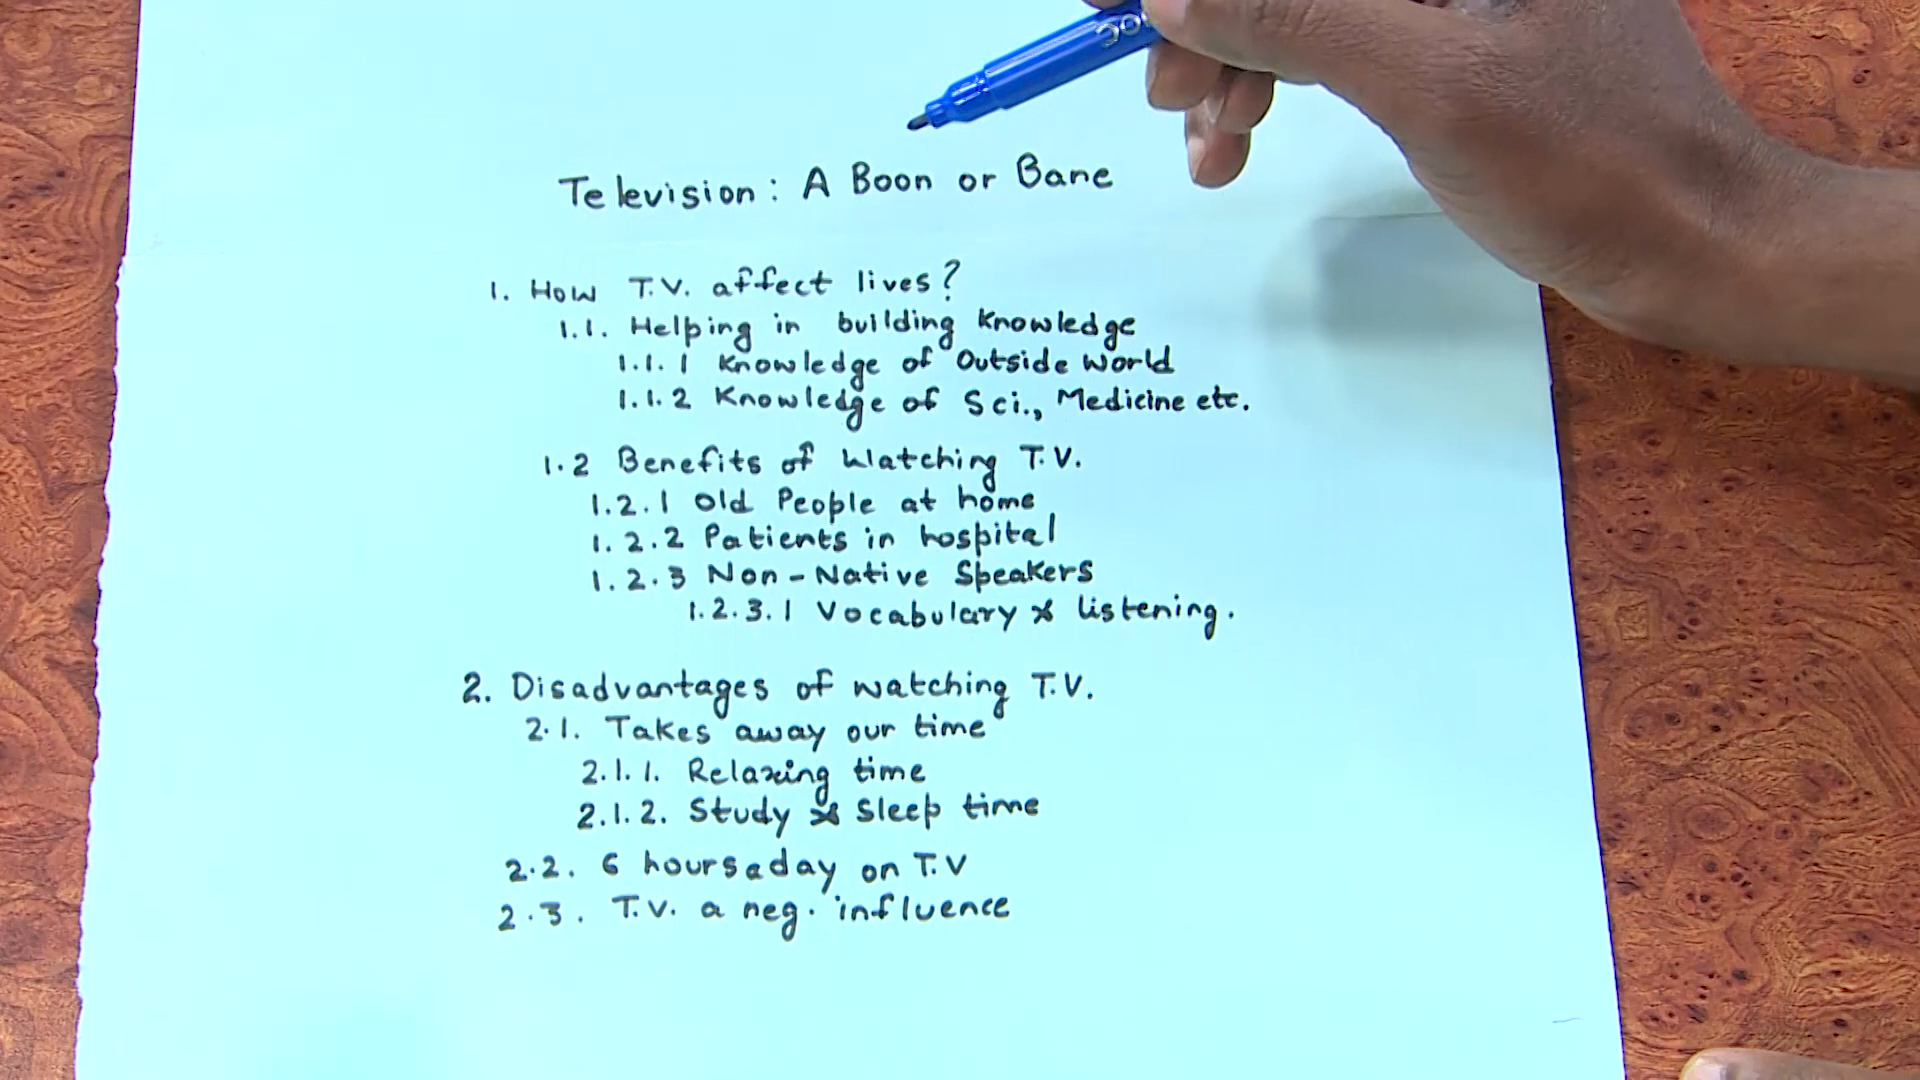 Television: A Boon or Bane
1. How T.V. affect lives?
1.1. Helping in building Knowledge
1.1.1 Knowledge of Outside World
1.1.2 Knowledge of Sci., Medicine etc.
1.2 Benefits of Watching T.V.
1.2.1 Old People at home
1.2.2 Patients in hospital
1.2.3 Non-Native Speakers
1.2.3.1 Vocabulary & listening.
2. Disadvantages of watching T.V.
2.1. Takes away our time
2.1.1. Relaxing time
2.1.2. Study & Sleep time
2.2. 6 hours a day on T.V
2.3. T.V. a neg. influence